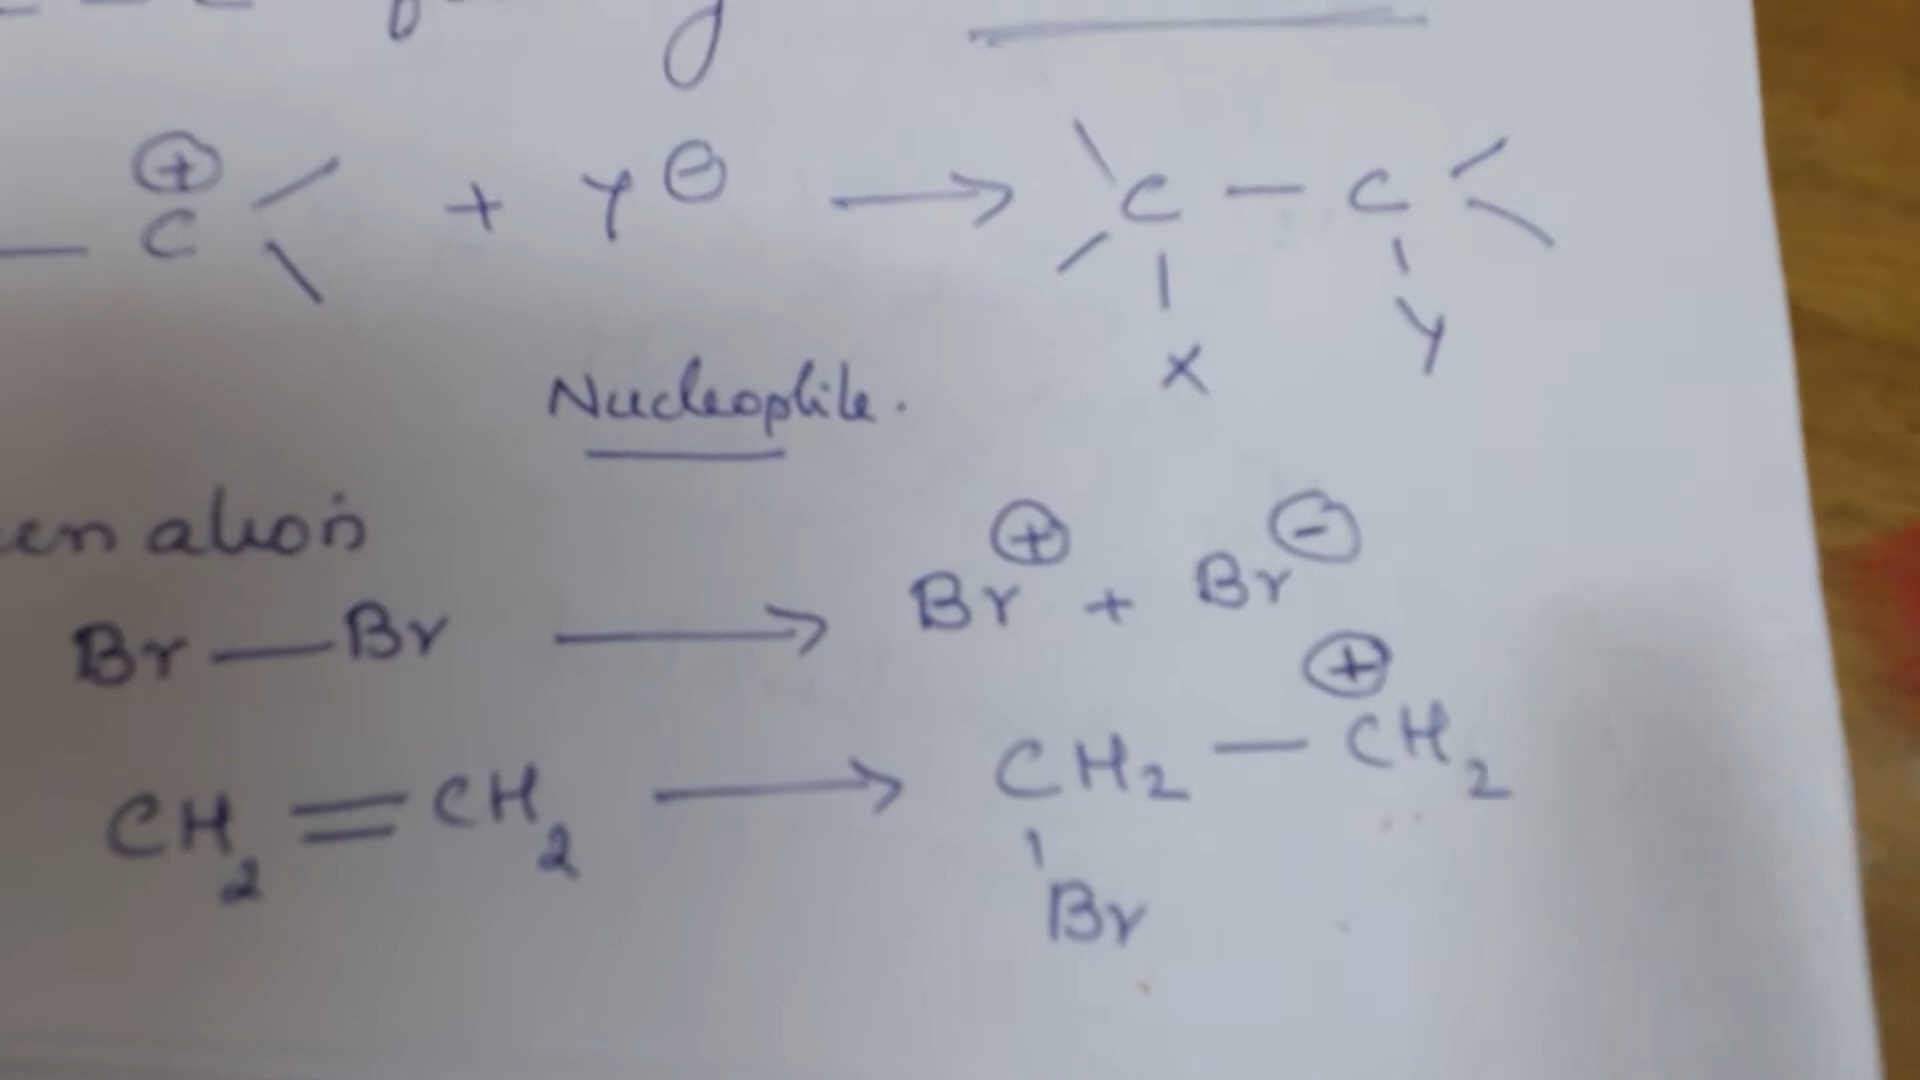 ⊕
— C + Y⊖ → C — C
X Y
Nucleophile.
Br — Br → Br⊕ + Br⊖
CH2 = CH2 → CH2 — ⊕CH2
Br